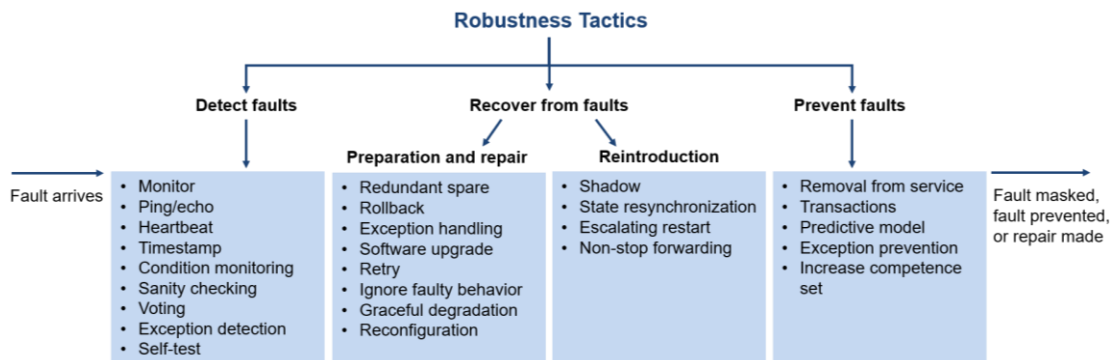 Robustness Tactics
Detect faults
Recover from faults
Prevent faults
Preparation and repair
Reintroduction
Fault arrives
• Monitor
• Ping/echo
• Heartbeat
• Timestamp
• Condition monitoring
• Sanity checking
• Voting
• Exception detection
• Self-test
• Redundant spare
• Rollback
• Exception handling
• Software upgrade
• Retry
• Ignore faulty behavior
• Graceful degradation
• Reconfiguration
• Shadow
• State resynchronization
• Escalating restart
• Non-stop forwarding
• Removal from service
• Transactions
• Predictive model
• Exception prevention
• Increase competence
set
Fault masked,
fault prevented,
or repair made